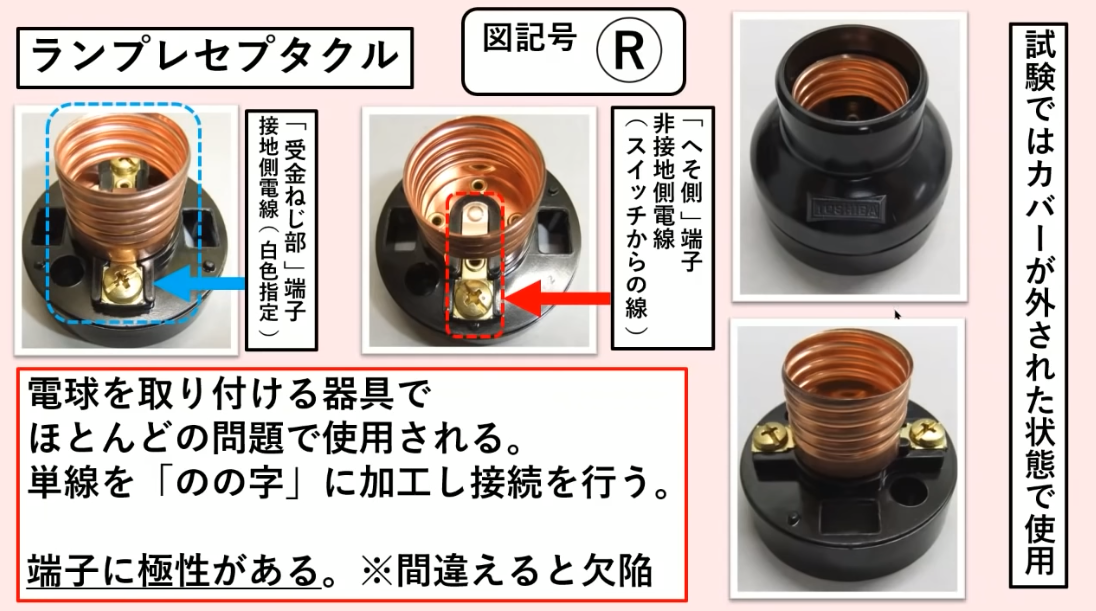 ランプレセプタクル
図記号 R
「受金ねじ部」端子
接地側電線（白色指定）
「へそ側」端子
非接地側電線
（スイッチからの線）
TOSHIBA
試験ではカバーが外された状態で使用
電球を取り付ける器具で
ほとんどの問題で使用される。
単線を「のの字」に加工し接続を行う。
端子に極性がある。※間違えると欠陥